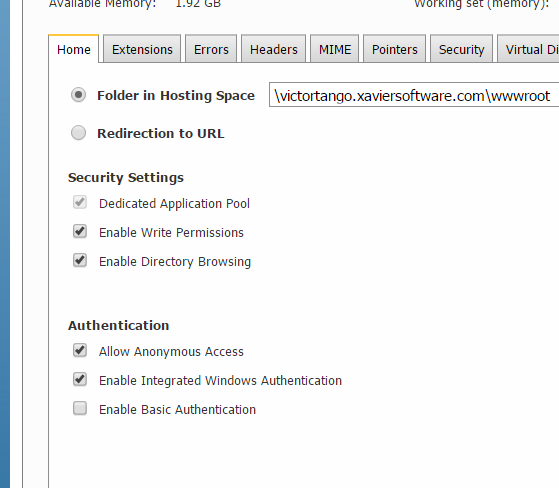 Available Memory: 1.92 GB Working set (memory):
Home Extensions Errors Headers MIME Pointers Security Virtual Di
Folder in Hosting Space \victortango.xaviersoftware.com\wwwroot
Redirection to URL
Security Settings
Dedicated Application Pool
Enable Write Permissions
Enable Directory Browsing
Authentication
Allow Anonymous Access
Enable Integrated Windows Authentication
Enable Basic Authentication